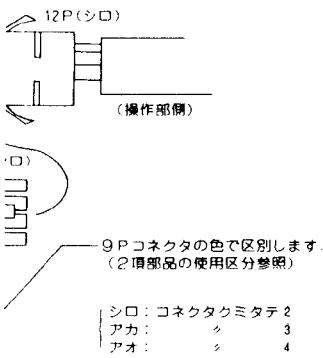 12P(シロ)
(操作部側)
ロ)
9Pコネクタの色で区別します.
(2項部品の使用区分参照)
シロ:コネクタクミタテ2
アカ: 〃 3
アオ: 〃 4